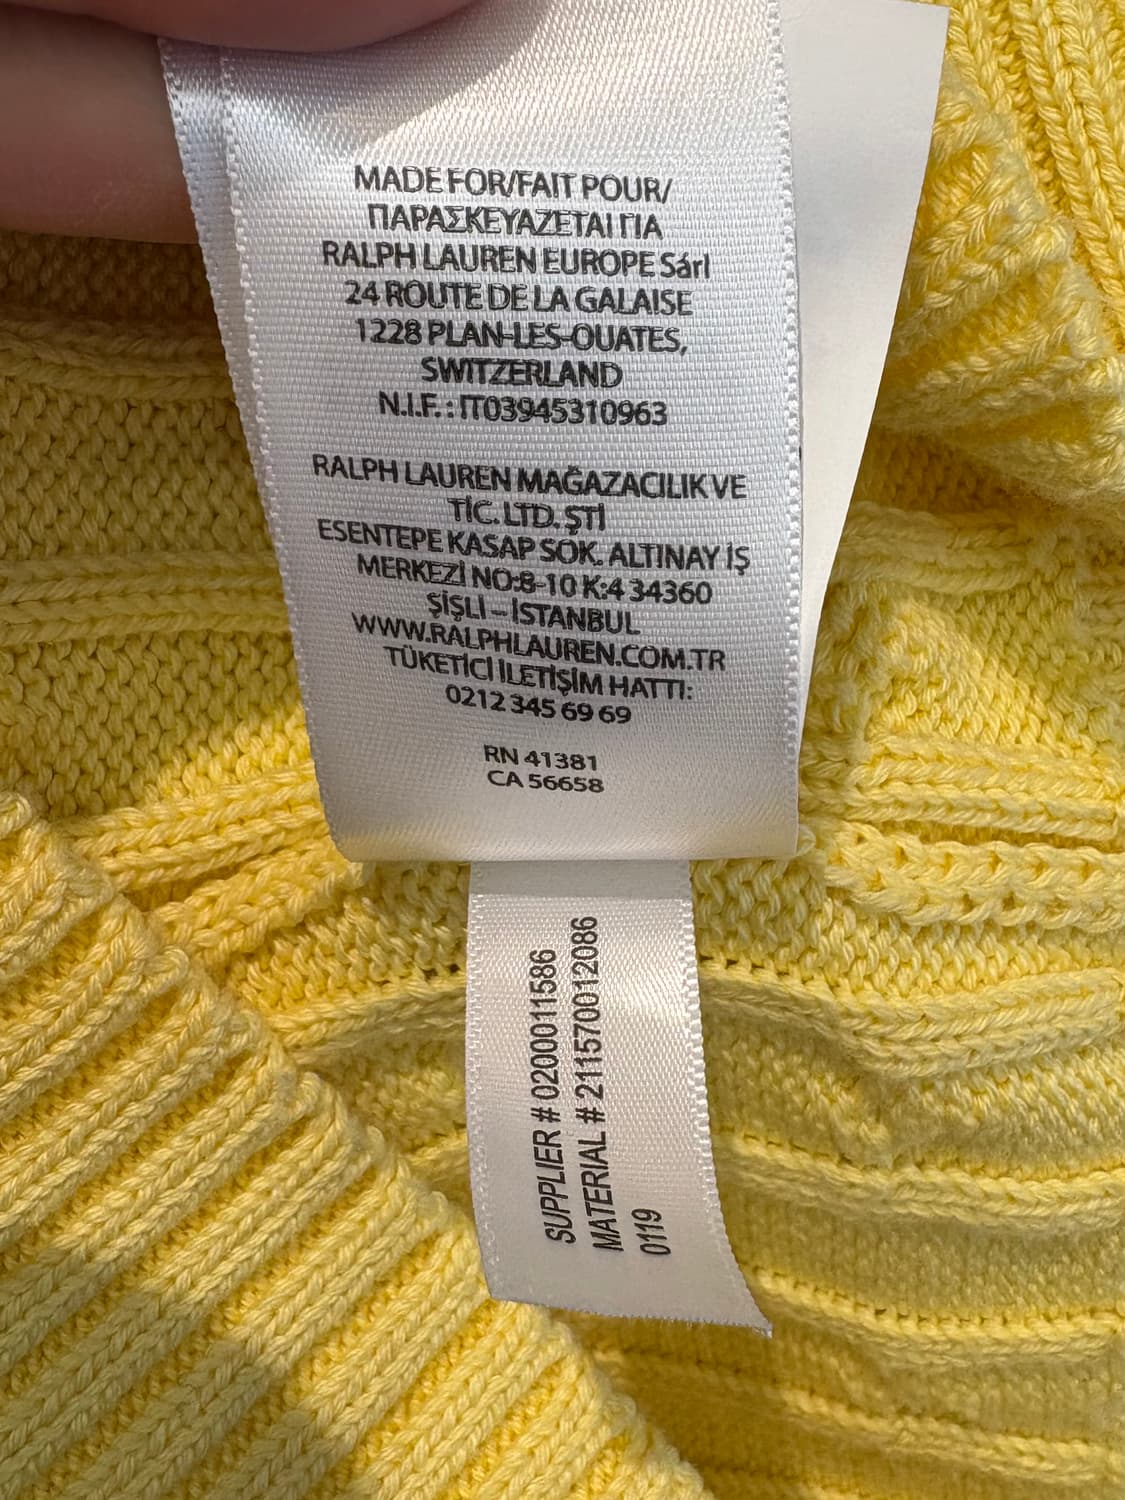 MADE FOR/FAIT POUR/
ΠΑΡΑΣΚΕΥΑΖΕΤΑΙ ΓΙΑ
RALPH LAUREN EUROPE Sárl
24 ROUTE DE LA GALAISE
1228 PLAN-LES-OUATES,
SWITZERLAND
N.I.F. : IT03945310963
RALPH LAUREN MAĞAZACILIK VE
TİC. LTD. ŞTİ
ESENTEPE KASAP SOK. ALTINAY İŞ
MERKEZİ NO:8-10 K:4 34360
ŞİŞLİ – İSTANBUL
WWW.RALPHLAUREN.COM.TR
TÜKETİCİ İLETİŞİM HATTI:
0212 345 69 69
RN 41381
CA 56658
SUPPLIER # 0200011586
MATERIAL # 211570012086
0119